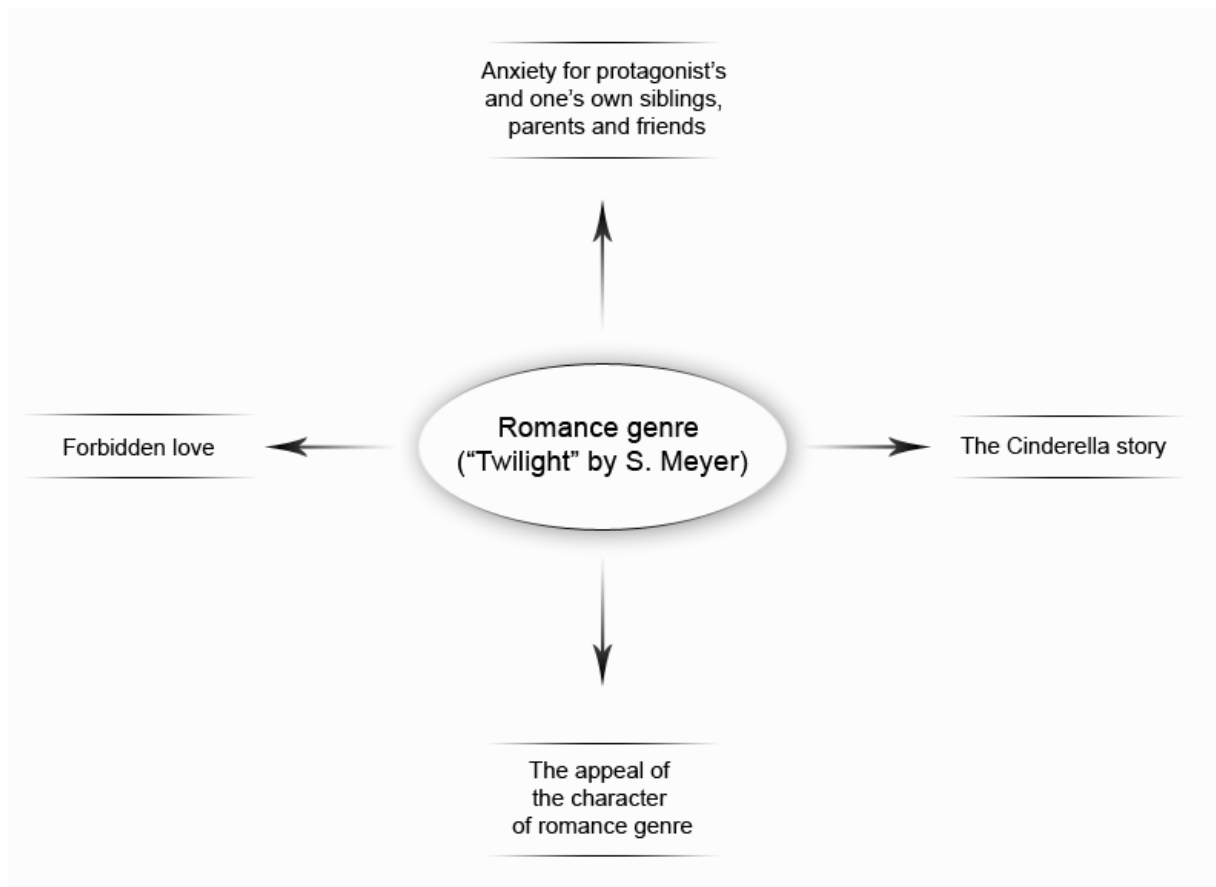 Anxiety for protagonist’s
and one’s own siblings,
parents and friends
Forbidden love
Romance genre
(“Twilight” by S. Meyer)
The Cinderella story
The appeal of
the character
of romance genre